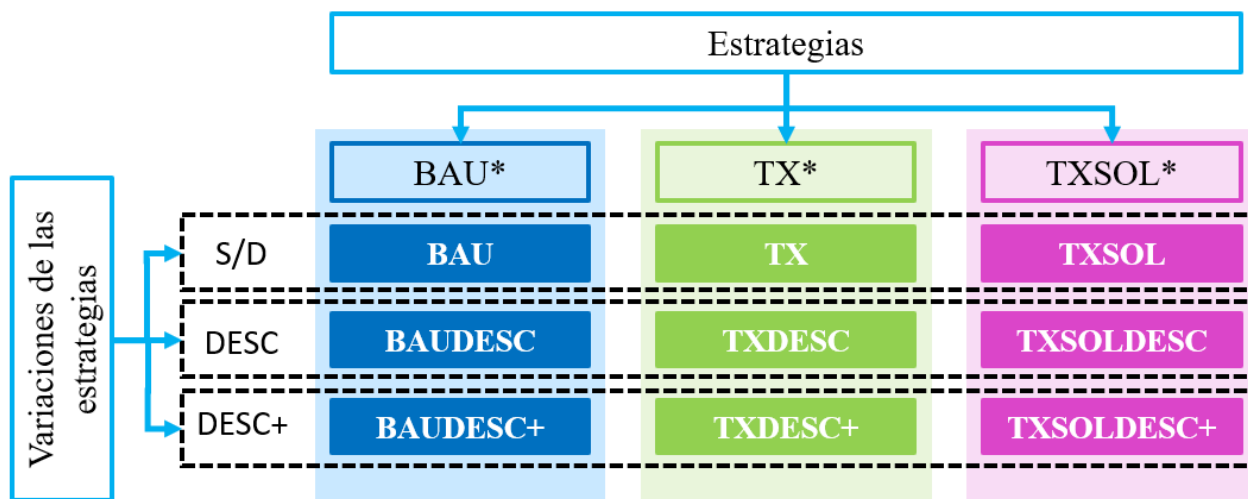 Estrategias
BAU*
TX*
TXSOL*
Variaciones de las
estrategias
S/D
BAU
TX
TXSOL
DESC
BAUDESC
TXDESC
TXSOLDESC
DESC+
BAUDESC+
TXDESC+
TXSOLDESC+